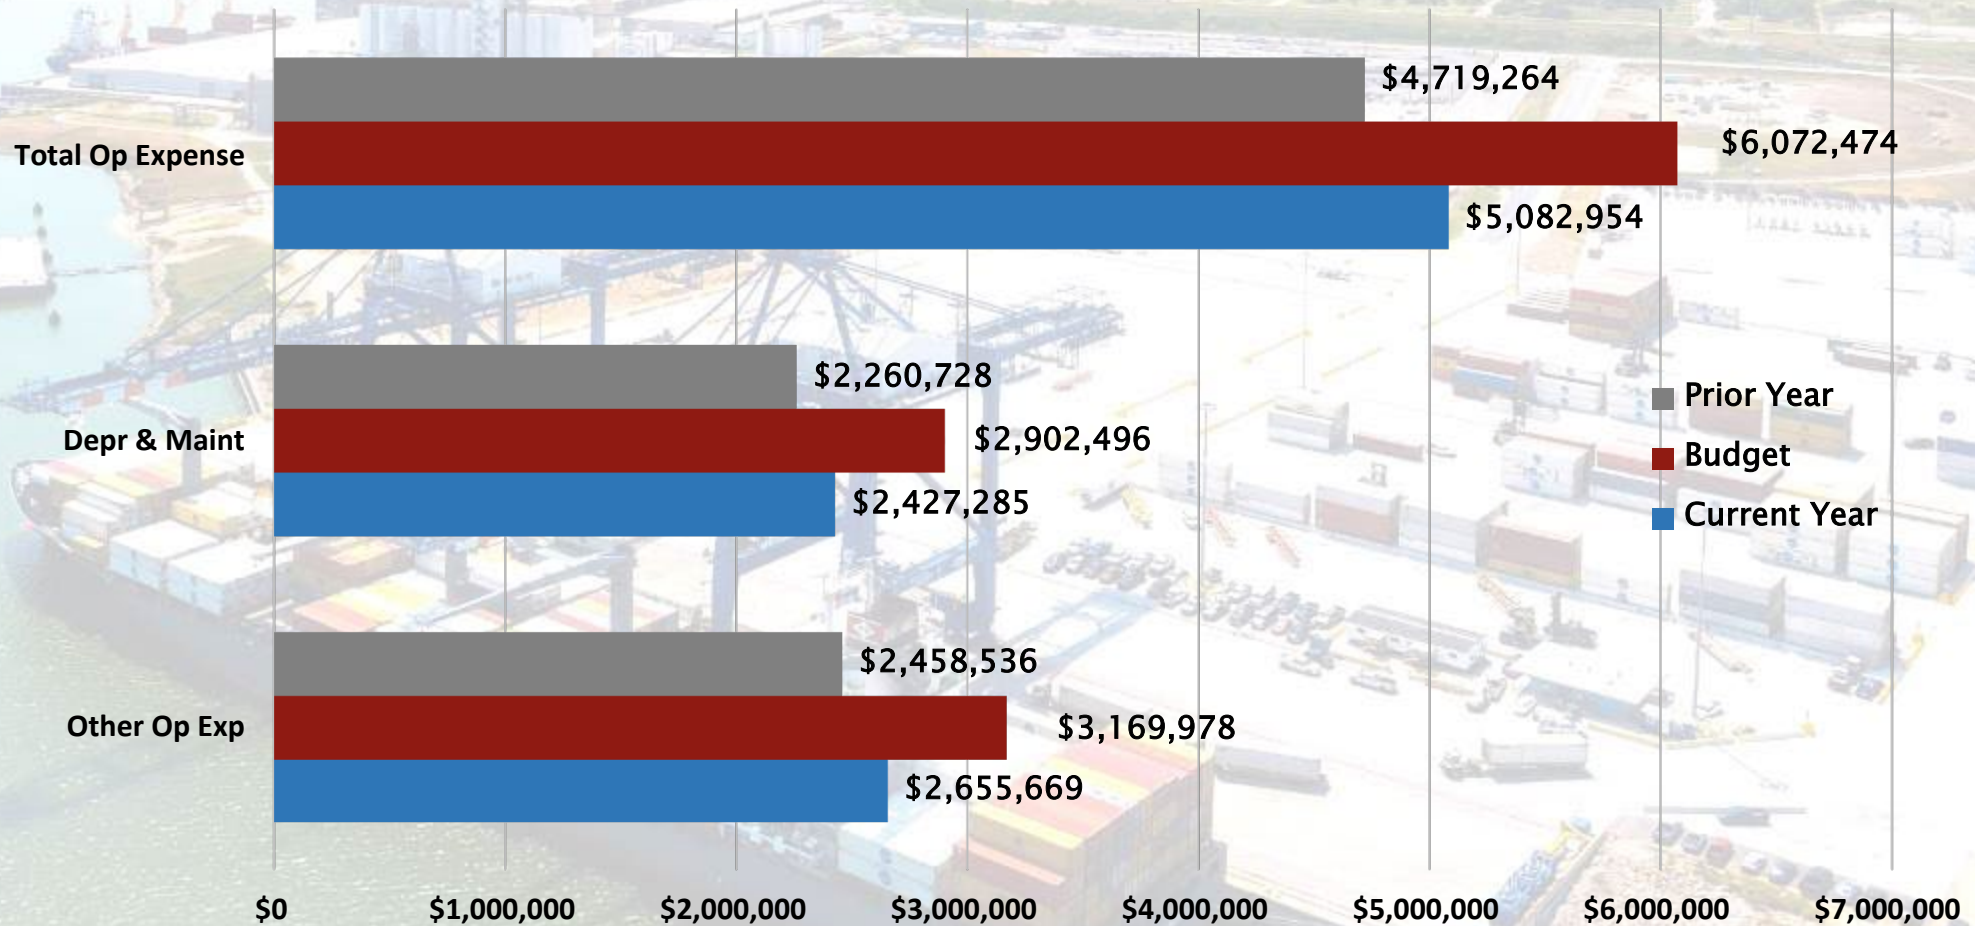 $4,719,264
Total Op Expense
$6,072,474
$5,082,954
$2,260,728
Depr & Maint
$2,902,496
$2,427,285
Prior Year
Budget
Current Year
$2,458,536
Other Op Exp
$3,169,978
$2,655,669
$0 $1,000,000 $2,000,000 $3,000,000 $4,000,000 $5,000,000 $6,000,000 $7,000,000